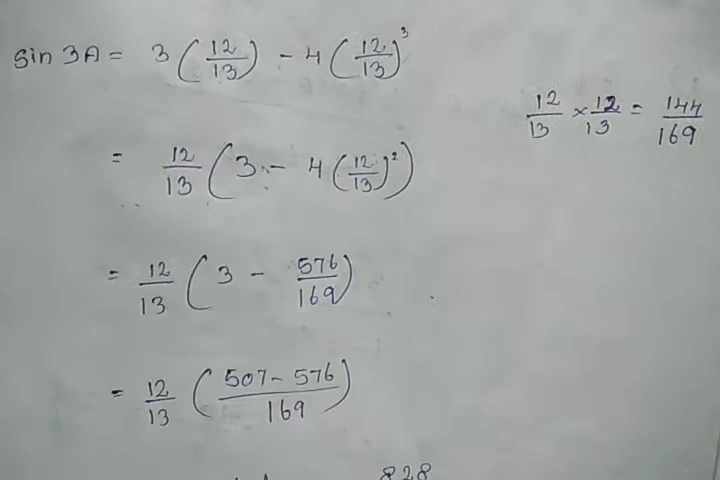 sin 3A = 3 (12/13) - 4 (12/13)³
12/13 × 12/13 = 144/169
= 12/13 (3 - 4 (12/13)²)
= 12/13 (3 - 576/169)
= 12/13 (507 - 576/169)
828